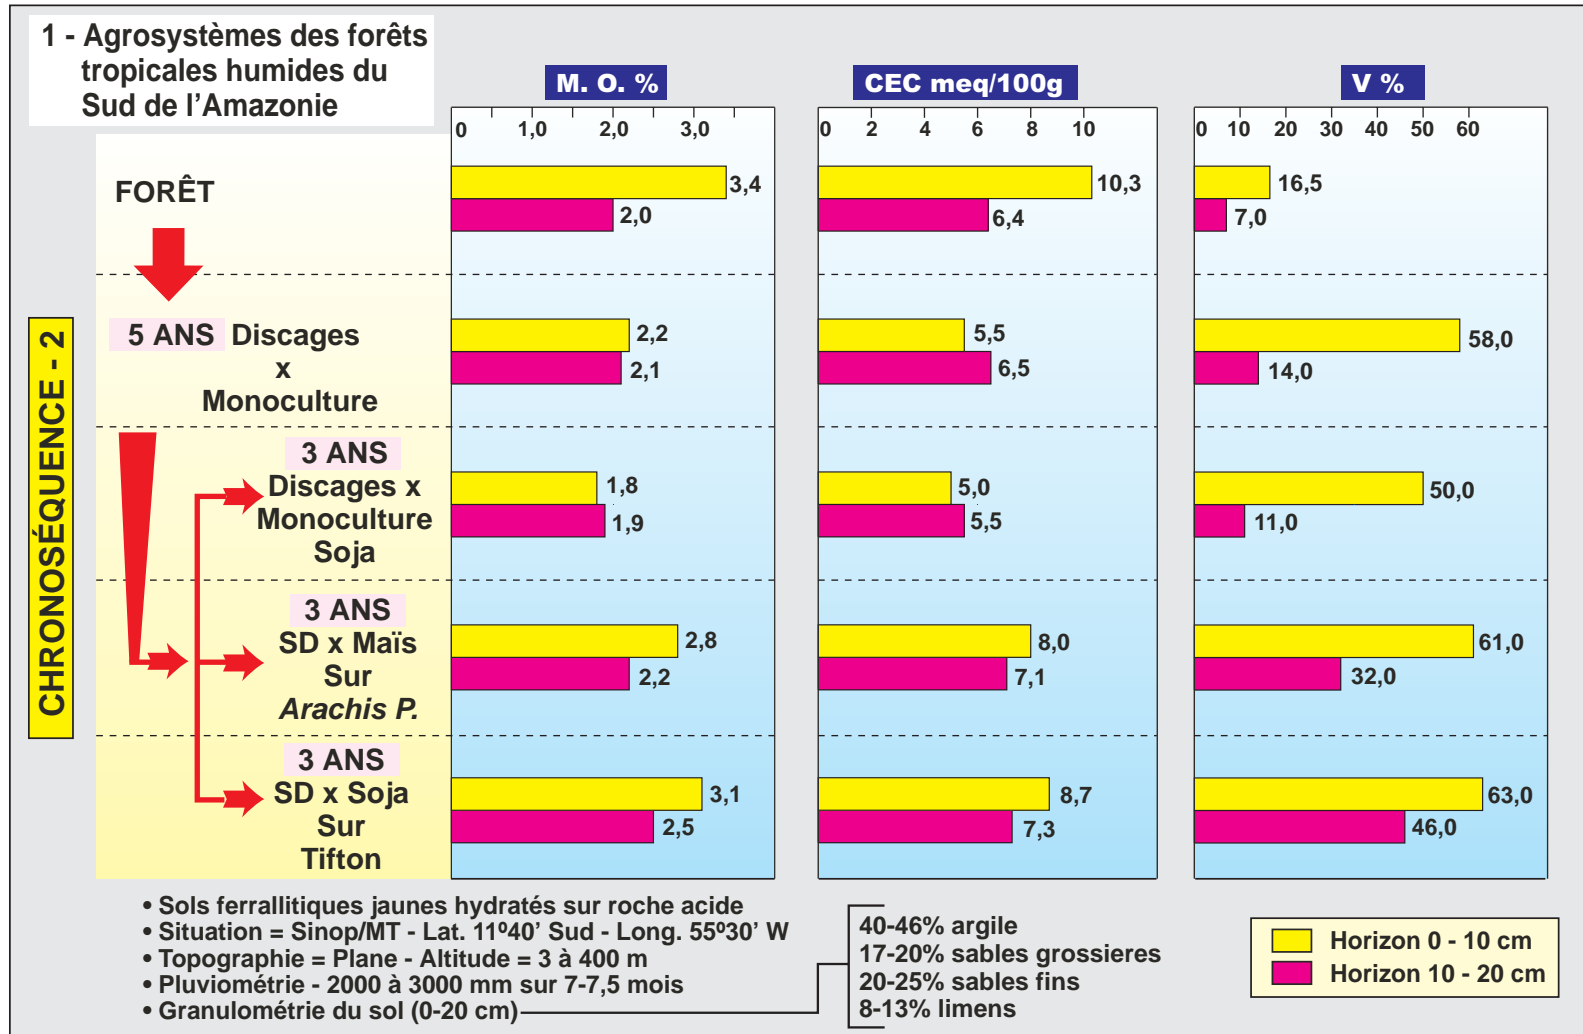 1 - Agrosystèmes des forêts
tropicales humides du
Sud de l'Amazonie
M. O. %
CEC meq/100g
V %
0 1,0 2,0 3,0
0 2 4 6 8 10
0 10 20 30 40 50 60
CHRONOSÉQUENCE - 2
FORÊT
3,4
2,0
10,3
6,4
16,5
7,0
5 ANS Discages
x
Monoculture
2,2
2,1
5,5
6,5
58,0
14,0
3 ANS
Discages x
Monoculture
Soja
1,8
1,9
5,0
5,5
50,0
11,0
3 ANS
SD x Maïs
Sur
Arachis P.
2,8
2,2
8,0
7,1
61,0
32,0
3 ANS
SD x Soja
Sur
Tifton
3,1
2,5
8,7
7,3
63,0
46,0
• Sols ferrallitiques jaunes hydratés sur roche acide
• Situation = Sinop/MT - Lat. 11º40' Sud - Long. 55º30' W
• Topographie = Plane - Altitude = 3 à 400 m
• Pluviométrie - 2000 à 3000 mm sur 7-7,5 mois
• Granulométrie du sol (0-20 cm)
40-46% argile
17-20% sables grossieres
20-25% sables fins
8-13% limens
Horizon 0 - 10 cm
Horizon 10 - 20 cm